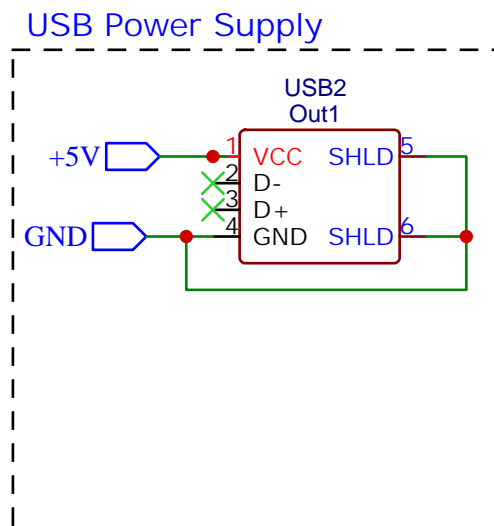 USB Power Supply
USB2
Out1
+5V 1 VCC SHLD 5
2 D-
3 D+
GND 4 GND SHLD 6